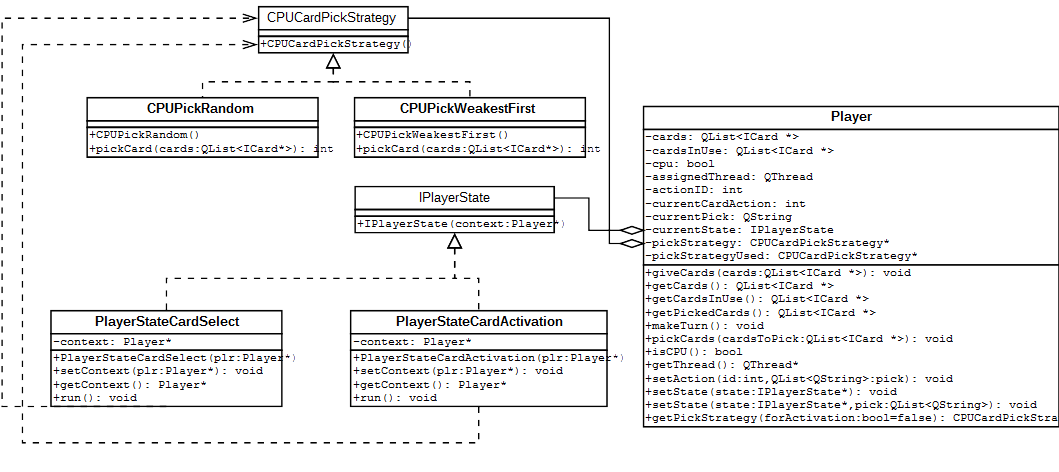 CPUCardPickStrategy
+CPUCardPickStrategy()
CPUPickRandom
+CPUPickRandom()
+pickCard(cards:QList<ICard*>): int
CPUPickWeakestFirst
+CPUPickWeakestFirst()
+pickCard(cards:QList<ICard*>): int
IPlayerState
+IPlayerState(context:Player*)
PlayerStateCardSelect
-context: Player*
+PlayerStateCardSelect(plr:Player*)
+setContext(plr:Player*): void
+getContext(): Player*
+run(): void
PlayerStateCardActivation
-context: Player*
+PlayerStateCardActivation(plr:Player*)
+setContext(plr:Player*): void
+getContext(): Player*
+run(): void
Player
-cards: QList<ICard *>
-cardsInUse: QList<ICard *>
-cpu: bool
-assignedThread: QThread
-actionID: int
-currentCardAction: int
-currentPick: QString
-currentState: IPlayerState
-pickStrategy: CPUCardPickStrategy*
-pickStrategyUsed: CPUCardPickStrategy*
+giveCards(cards:QList<ICard *>): void
+getCards(): QList<ICard *>
+getCardsInUse(): QList<ICard *>
+getPickedCards(): QList<ICard *>
+makeTurn(): void
+pickCards(cardsToPick:QList<ICard *>): void
+isCPU(): bool
+getThread(): QThread*
+setAction(id:int,QList<QString>:pick): void
+setState(state:IPlayerState*): void
+setState(state:IPlayerState*,pick:QList<QString>): void
+getPickStrategy(forActivation:bool=false): CPUCardPickStra